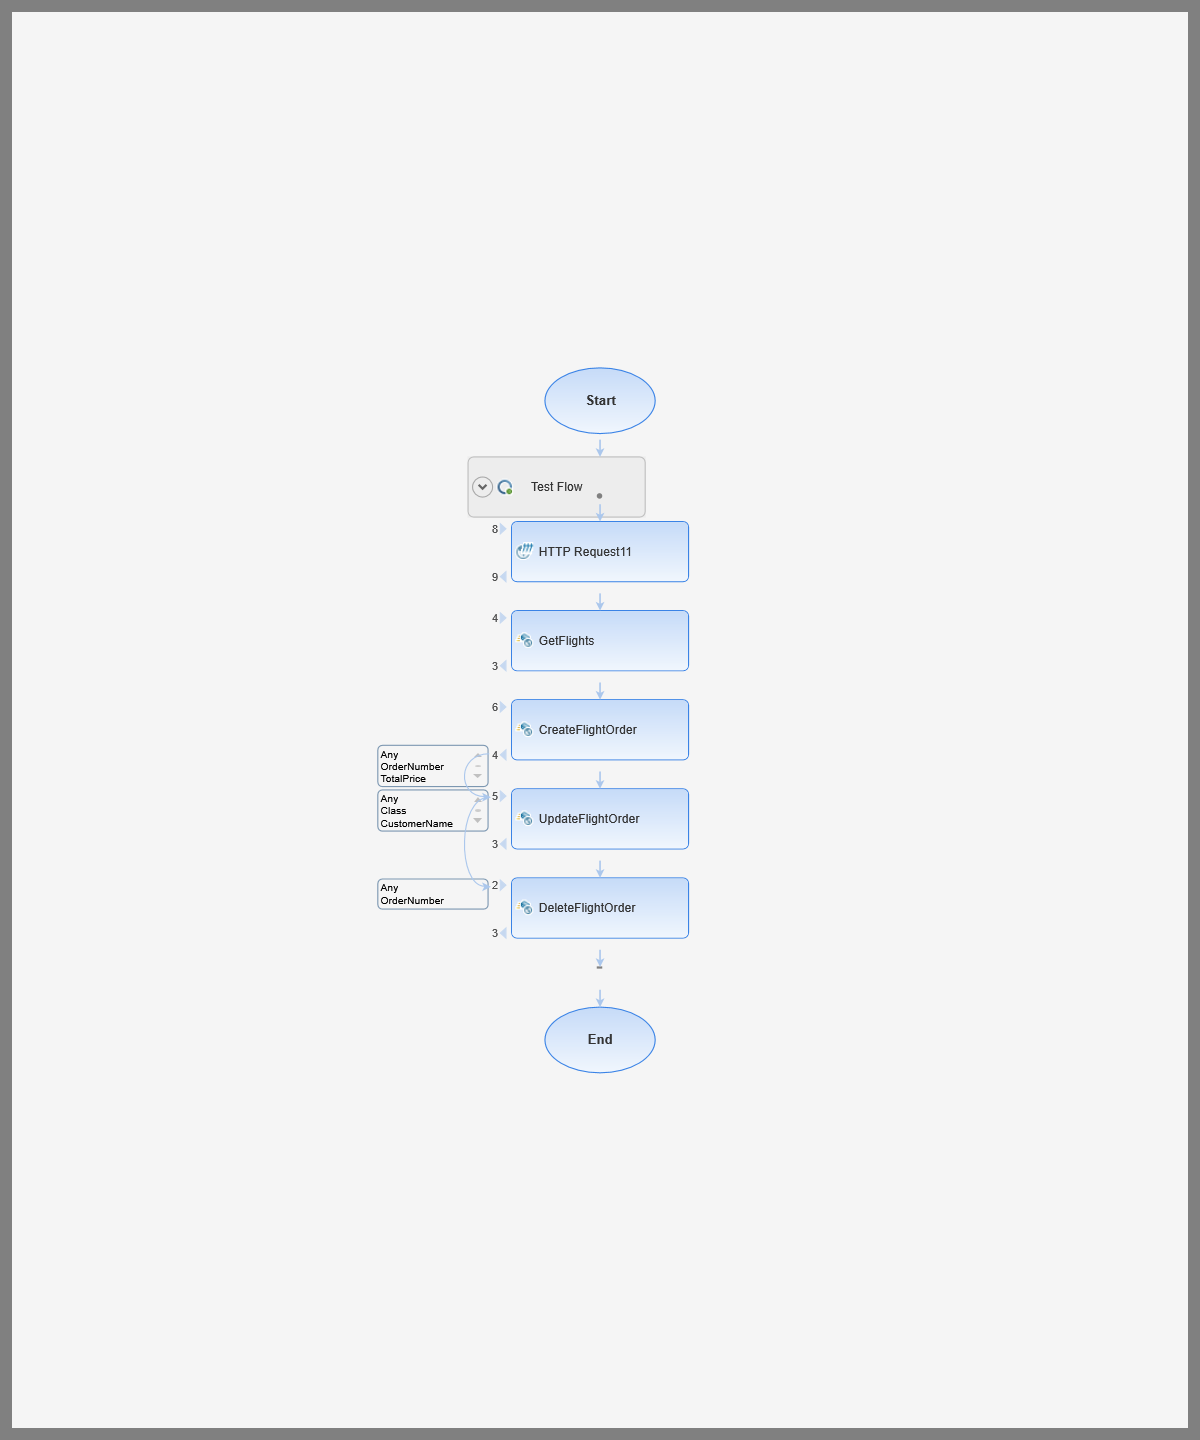 Start
Test Flow
8
HTTP Request11
9
4
GetFlights
3
6
CreateFlightOrder
4
Any
OrderNumber
TotalPrice
5
Any
Class
CustomerName
UpdateFlightOrder
3
2
Any
OrderNumber
DeleteFlightOrder
3
End